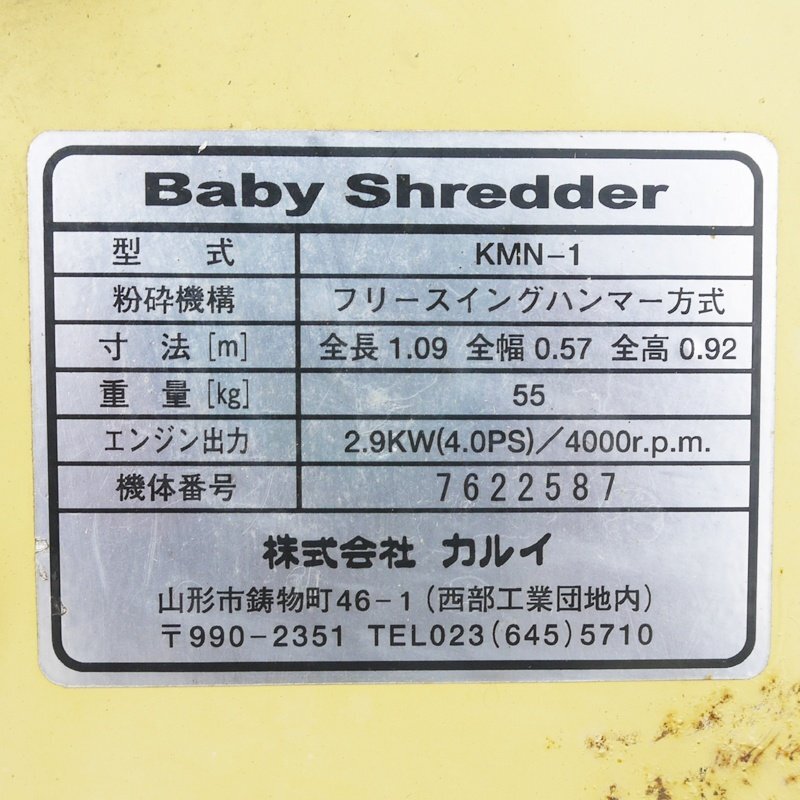 Baby Shredder
型 式 KMN-1
粉砕機構 フリースイングハンマー方式
寸 法 [m] 全長 1.09 全幅 0.57 全高 0.92
重 量 [kg] 55
エンジン出力 2.9KW(4.0PS)/4000r.p.m.
機体番号 7622587
株式会社 カルイ
山形市鋳物町46-1 (西部工業団地内)
〒990-2351 TEL023(645)5710